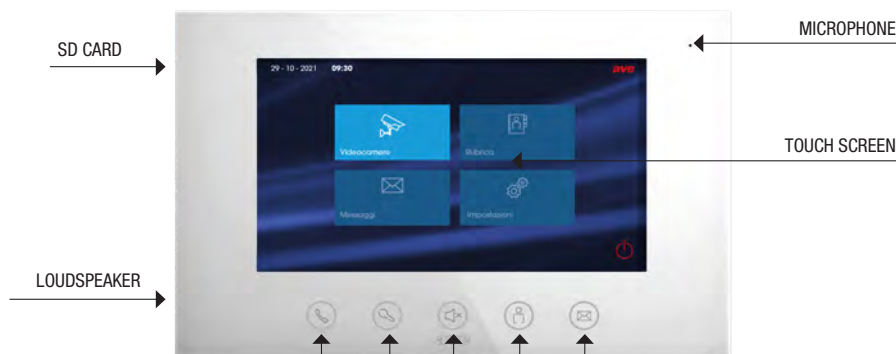 MICROPHONE
SD CARD
29 - 10 - 2021 09:30
ave
Videocamere
Rubrica
TOUCH SCREEN
Messaggi
Impostazioni
LOUDSPEAKER